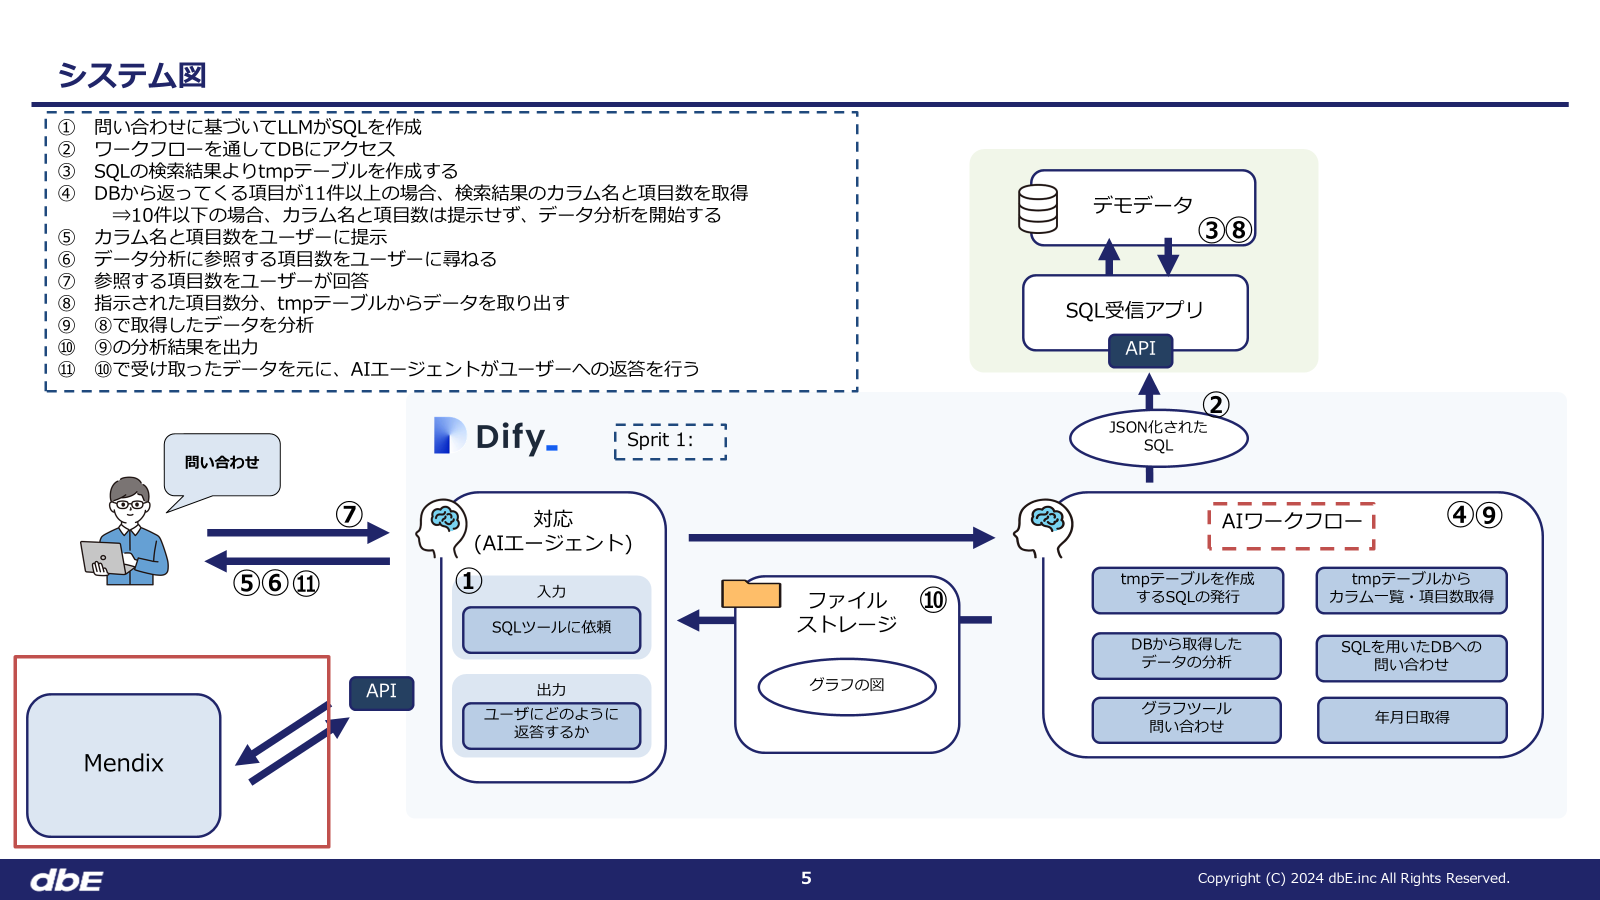 システム図
① 問い合わせに基づいてLLMがSQLを作成
② ワークフローを通してDBにアクセス
③ SQLの検索結果よりtmpテーブルを作成する
④ DBから返ってくる項目が11件以上の場合、検索結果のカラム名と項目数を取得
⇒10件以下の場合、カラム名と項目数は提示せず、データ分析を開始する
⑤ カラム名と項目数をユーザーに提示
⑥ データ分析に参照する項目数をユーザーに尋ねる
⑦ 参照する項目数をユーザーが回答
⑧ 指示された項目数分、tmpテーブルからデータを取り出す
⑨ ⑧で取得したデータを分析
⑩ ⑨の分析結果を出力
⑪ ⑩で受け取ったデータを元に、AIエージェントがユーザーへの返答を行う
デモデータ
③⑧
SQL受信アプリ
API
②
JSON化された
SQL
Dify_
Sprit 1:
問い合わせ
⑦
⑤⑥⑪
対応
(AIエージェント)
①
入力
SQLツールに依頼
出力
ユーザにどのように
返答するか
ファイル
ストレージ
⑩
グラフの図
AIワークフロー
④⑨
tmpテーブルを作成
するSQLの発行
tmpテーブルから
カラム一覧・項目数取得
DBから取得した
データの分析
SQLを用いたDBへの
問い合わせ
グラフツール
問い合わせ
年月日取得
API
Mendix
dbE
5
Copyright (C) 2024 dbE.inc All Rights Reserved.